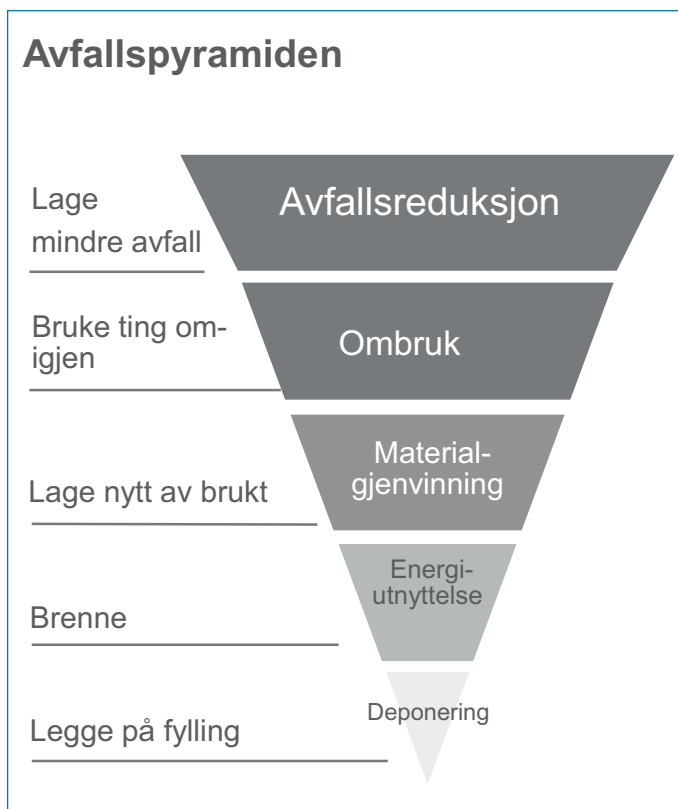 Avfallspyramiden
Lage
mindre avfall
Avfallsreduksjon
Bruke ting om-
igjen
Ombruk
Lage nytt av brukt
Material-
gjenvinning
Brenne
Energi-
utnyttelse
Legge på fylling
Deponering